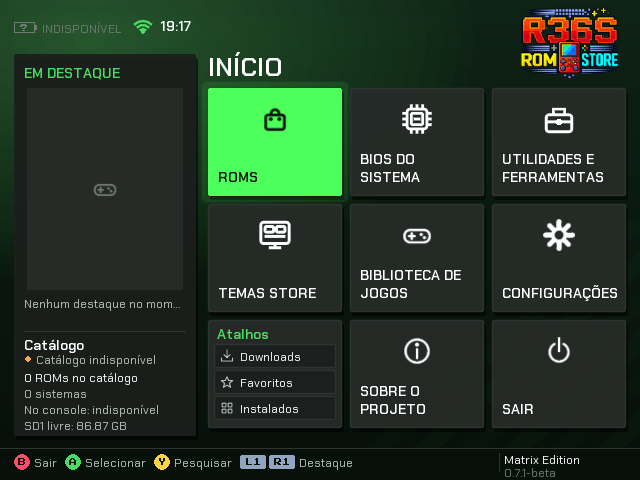 INDISPONÍVEL
19:17
R36S
ROM STORE
EM DESTAQUE
Nenhum destaque no mom...
Catálogo
Catálogo indisponível
0 ROMs no catálogo
0 sistemas
No console: indisponível
SD1 livre: 86.87 GB
INÍCIO
ROMS
BIOS DO
SISTEMA
UTILIDADES E
FERRAMENTAS
TEMAS STORE
BIBLIOTECA DE
JOGOS
CONFIGURAÇÕES
Atalhos
Downloads
Favoritos
Instalados
SOBRE O
PROJETO
SAIR
B Sair A Selecionar Y Pesquisar L1 R1 Destaque
Matrix Edition
0.7.1-beta